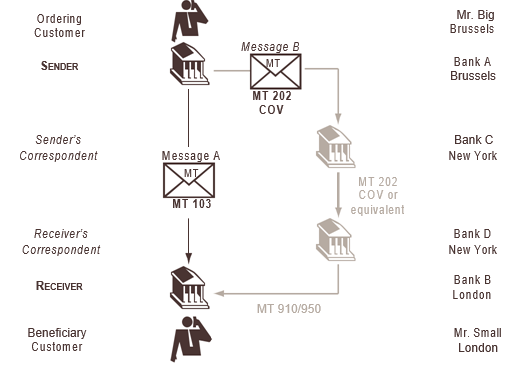 Ordering
Customer
Mr. Big
Brussels
Message B
SENDER
MT
Bank A
Brussels
MT 202
COV
Sender's
Correspondent
Bank C
New York
Message A
MT
MT 103
MT 202
COV or
equivalent
Receiver's
Correspondent
Bank D
New York
RECEIVER
Bank B
London
MT 910/950
Beneficiary
Customer
Mr. Small
London